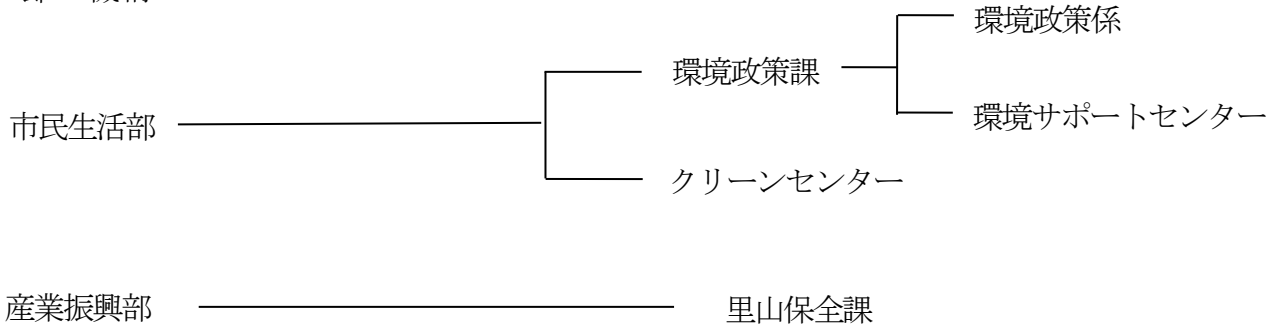 環境政策係
環境政策課
市民生活部
環境サポートセンター
クリーンセンター
産業振興部
里山保全課